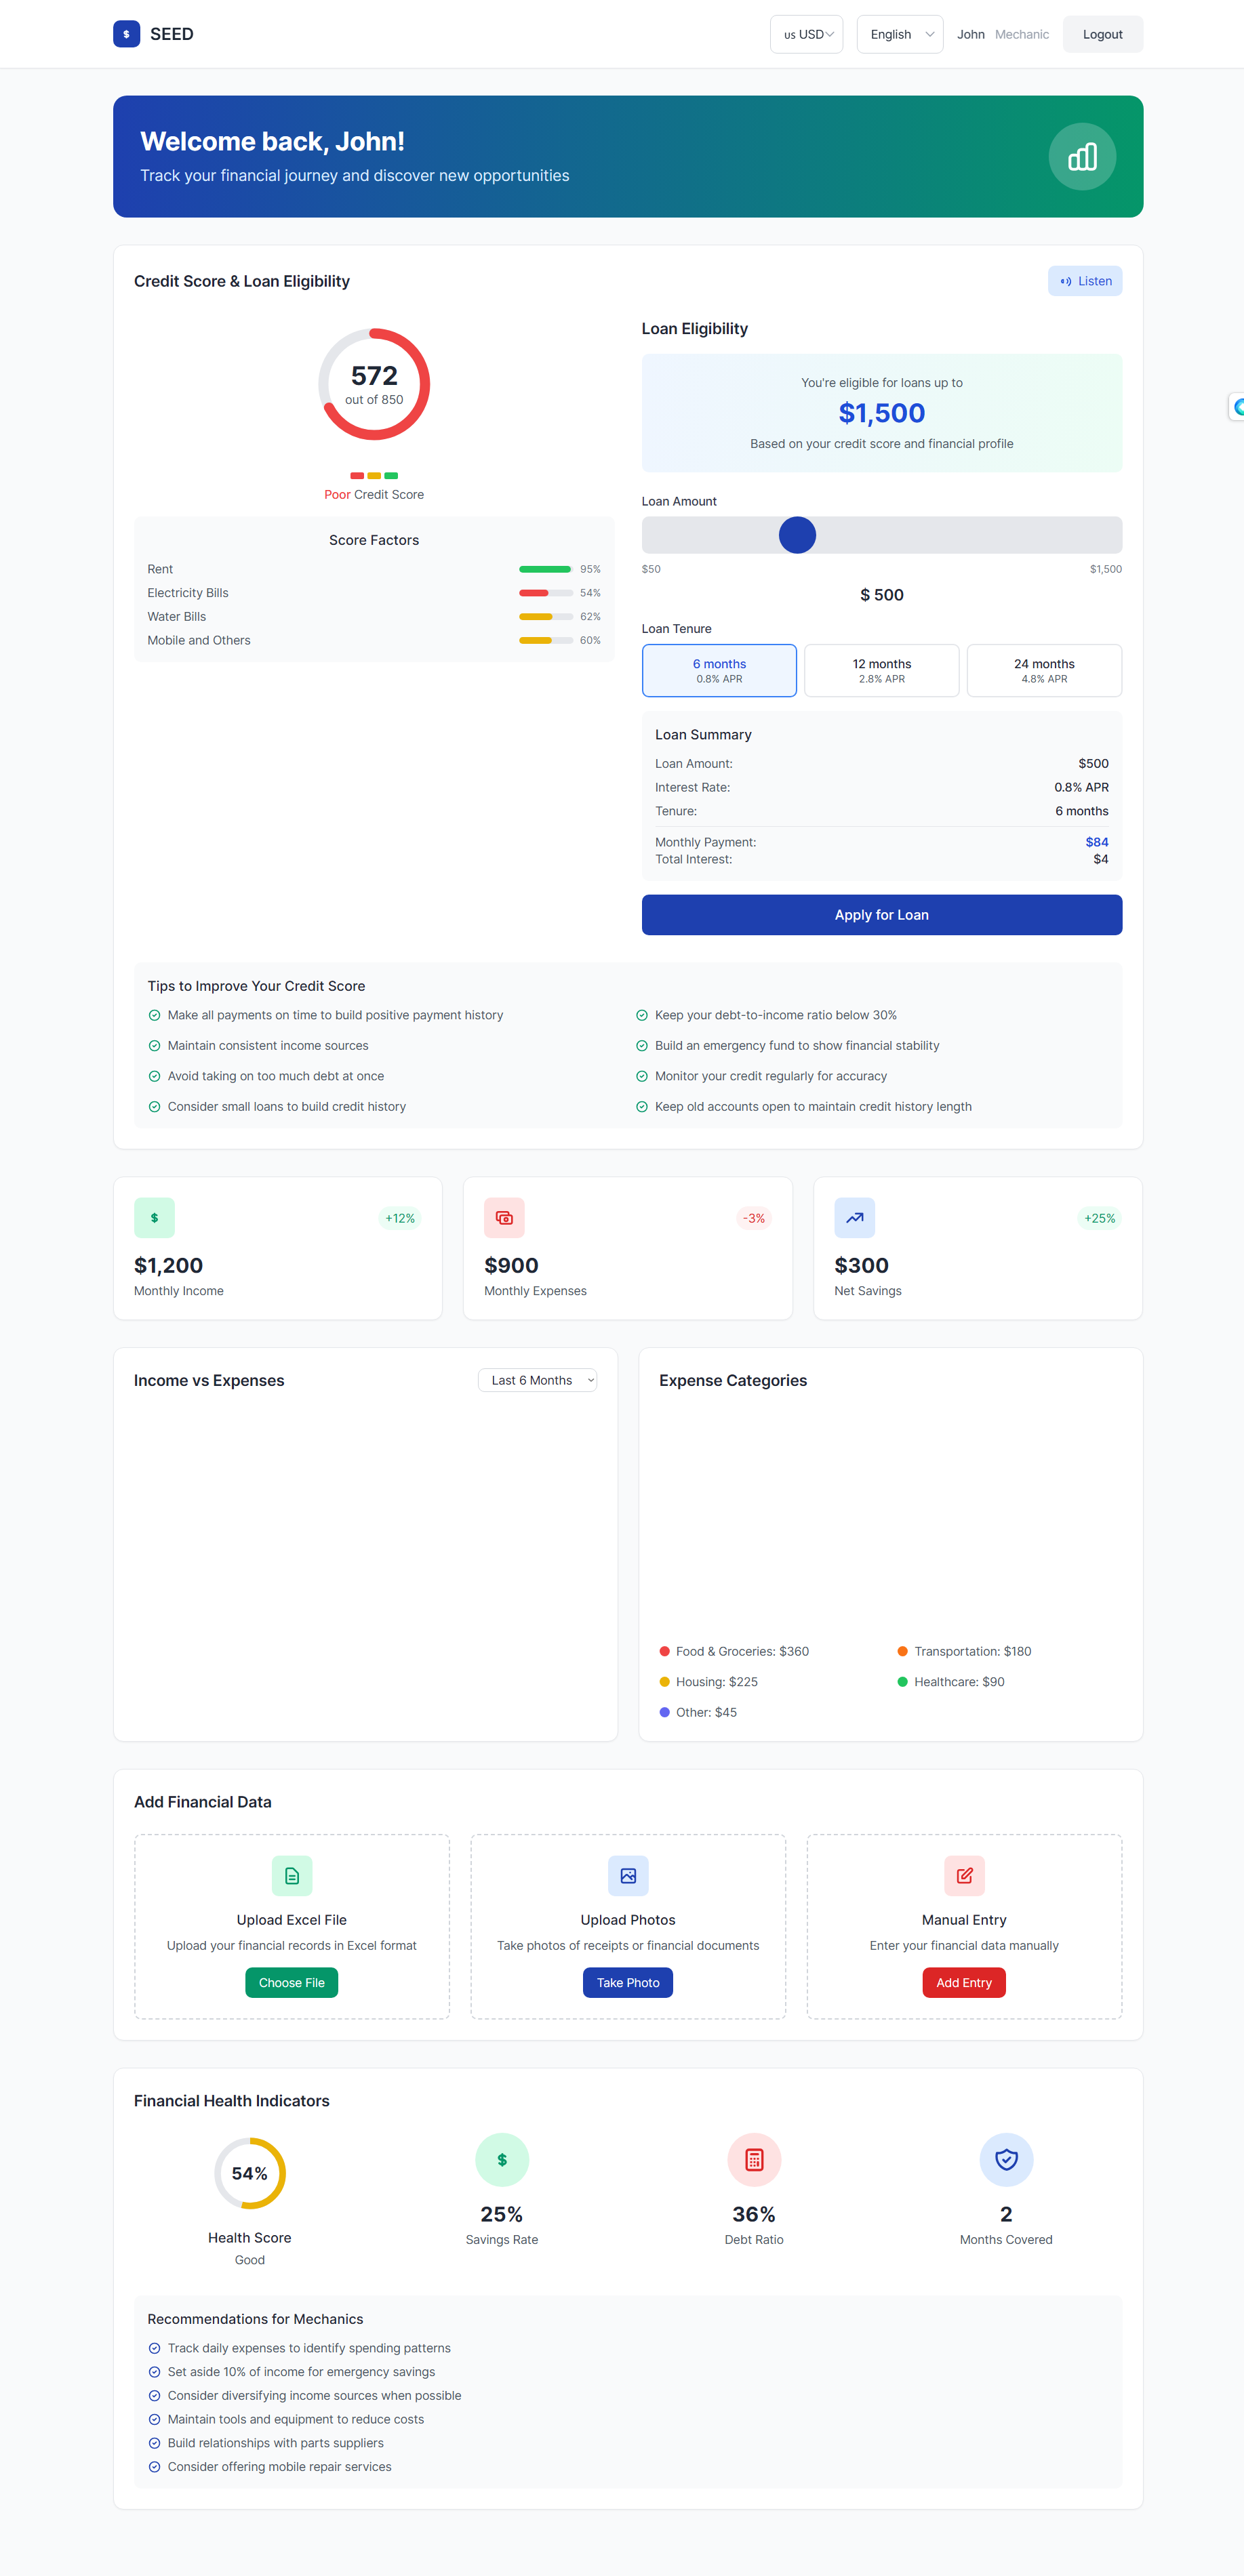 $ SEED
us USD
English
John Mechanic
Logout
Welcome back, John!
Track your financial journey and discover new opportunities
Credit Score & Loan Eligibility
Listen
572
out of 850
Poor Credit Score
Score Factors
Rent 95%
Electricity Bills 54%
Water Bills 62%
Mobile and Others 60%
Loan Eligibility
You're eligible for loans up to
$1,500
Based on your credit score and financial profile
Loan Amount
$50 $1,500
$ 500
Loan Tenure
6 months
0.8% APR
12 months
2.8% APR
24 months
4.8% APR
Loan Summary
Loan Amount: $500
Interest Rate: 0.8% APR
Tenure: 6 months
Monthly Payment: $84
Total Interest: $4
Apply for Loan
Tips to Improve Your Credit Score
Make all payments on time to build positive payment history
Keep your debt-to-income ratio below 30%
Maintain consistent income sources
Build an emergency fund to show financial stability
Avoid taking on too much debt at once
Monitor your credit regularly for accuracy
Consider small loans to build credit history
Keep old accounts open to maintain credit history length
$ +12%
$1,200
Monthly Income
-3%
$900
Monthly Expenses
+25%
$300
Net Savings
Income vs Expenses
Last 6 Months
Expense Categories
Food & Groceries: $360
Transportation: $180
Housing: $225
Healthcare: $90
Other: $45
Add Financial Data
Upload Excel File
Upload your financial records in Excel format
Choose File
Upload Photos
Take photos of receipts or financial documents
Take Photo
Manual Entry
Enter your financial data manually
Add Entry
Financial Health Indicators
54%
Health Score
Good
$
25%
Savings Rate
36%
Debt Ratio
2
Months Covered
Recommendations for Mechanics
Track daily expenses to identify spending patterns
Set aside 10% of income for emergency savings
Consider diversifying income sources when possible
Maintain tools and equipment to reduce costs
Build relationships with parts suppliers
Consider offering mobile repair services